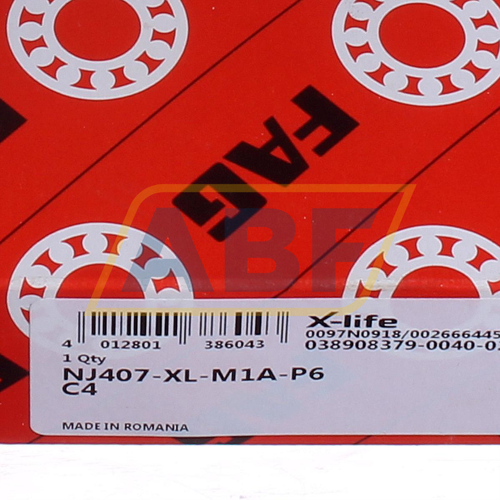 FAG
ABF
X-life
0097N0918/002666445
4 012801 386043
038908379-0040-0
1 Qty
NJ407-XL-M1A-P6
C4
MADE IN ROMANIA